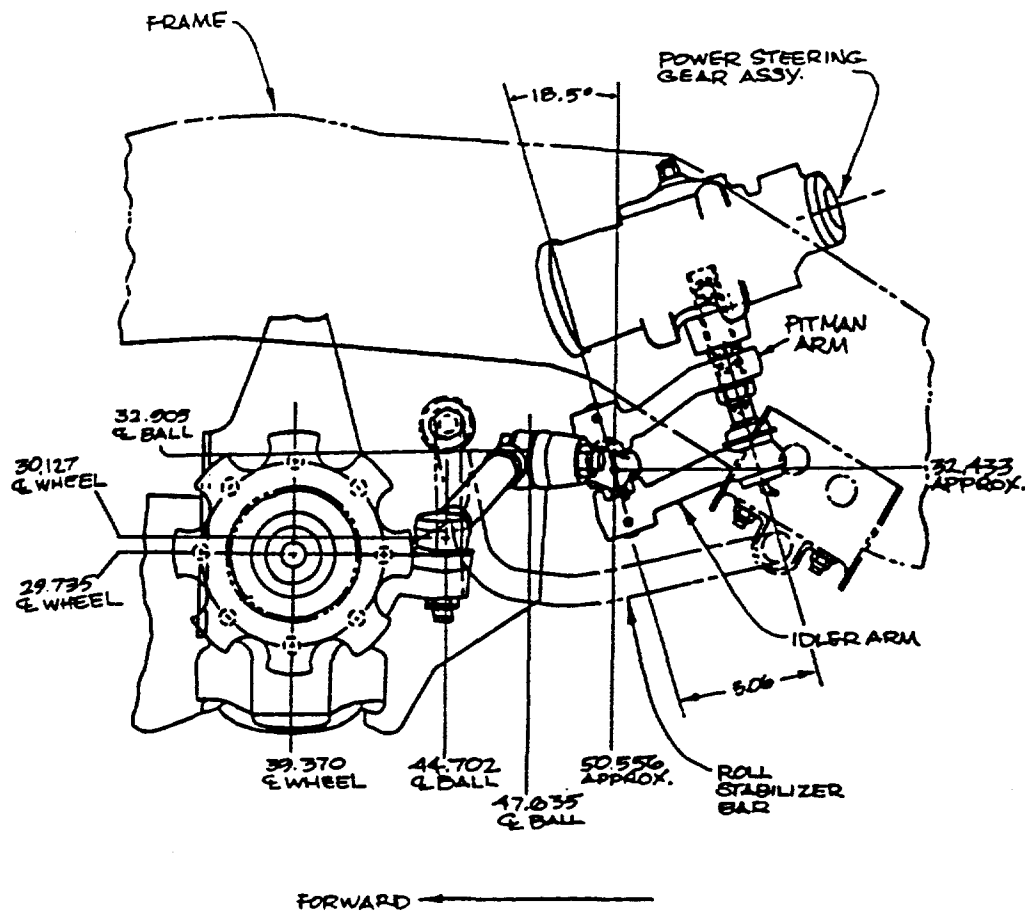 FRAME
POWER STEERING
GEAR ASSY.
18.5°
PITMAN
ARM
32.905
℄ BALL
30.127
℄ WHEEL
32.433
APPROX.
29.735
℄ WHEEL
IDLER ARM
5.06
39.370
℄ WHEEL
44.702
℄ BALL
50.556
APPROX.
47.635
℄ BALL
ROLL
STABILIZER
BAR
FORWARD